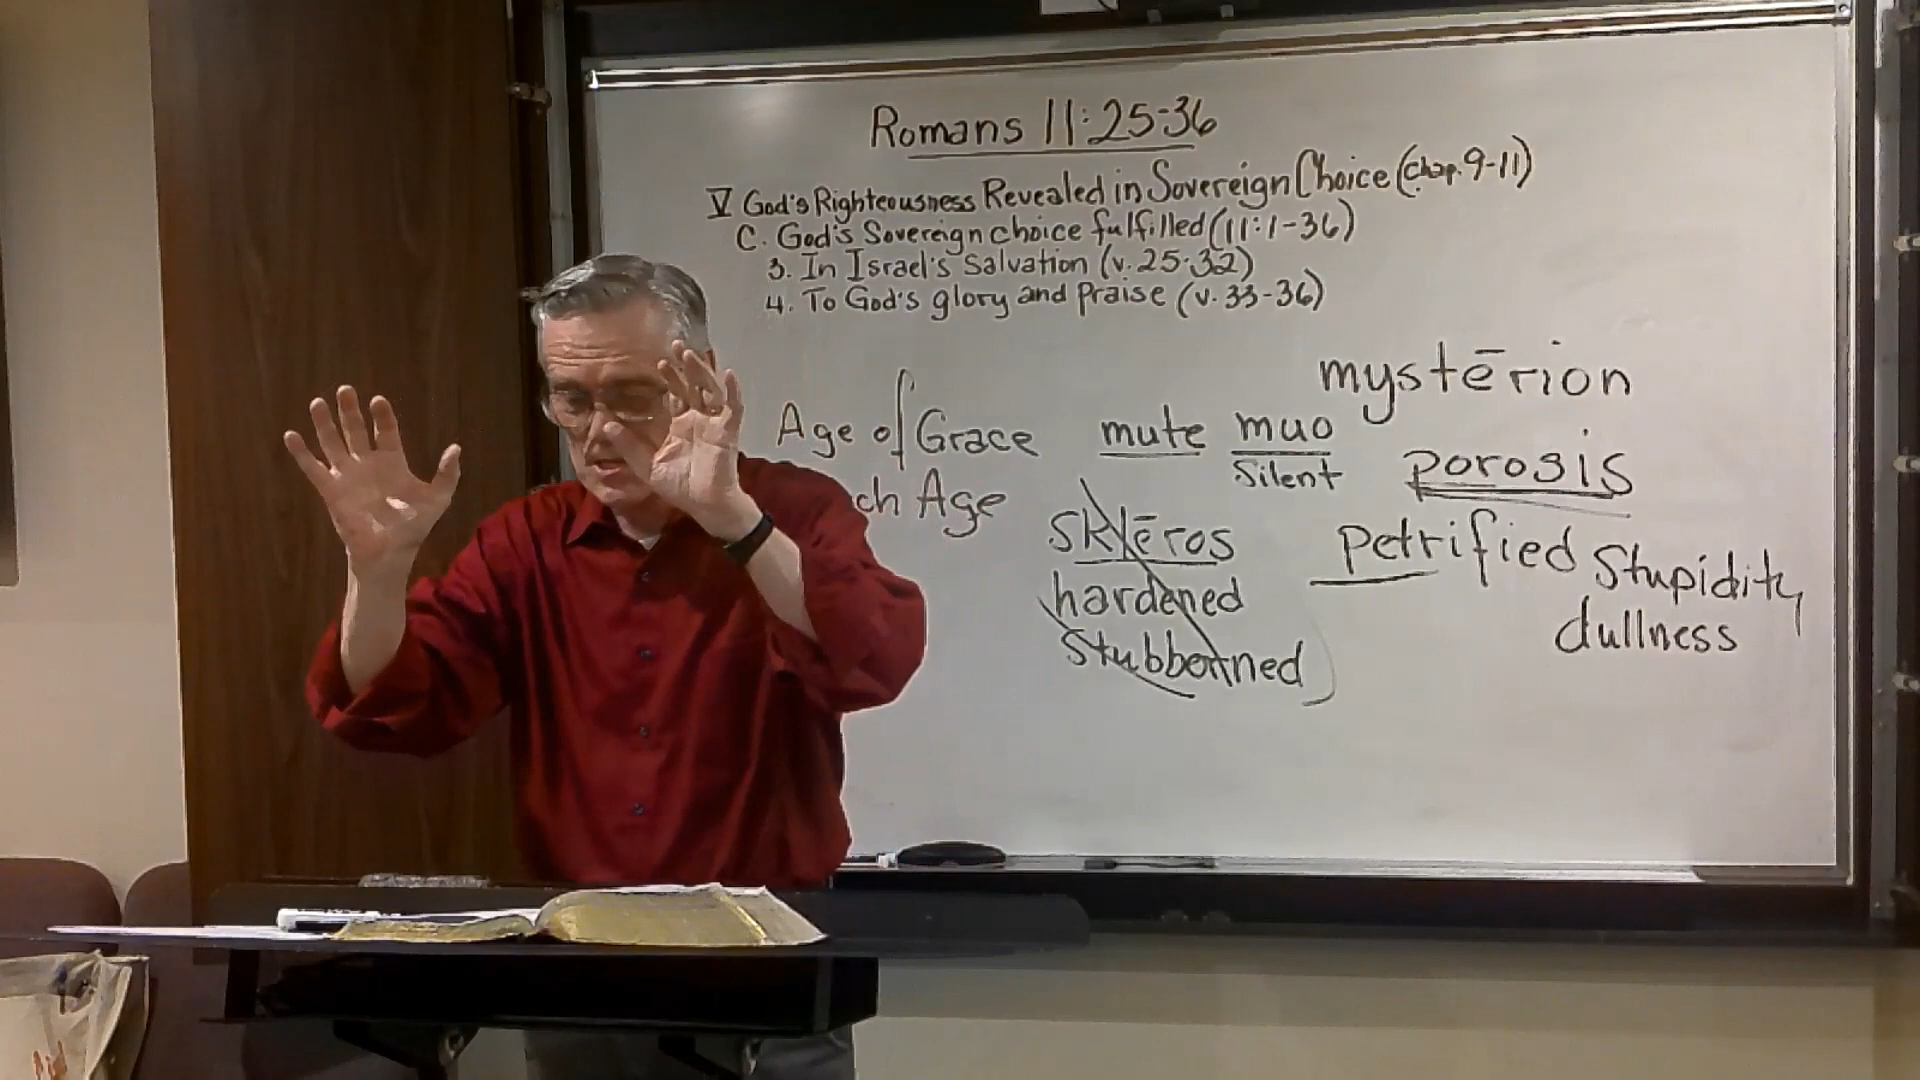 Romans 11:25-36
V God's Righteousness Revealed in Sovereign Choice (chap. 9-11)
C. God's Sovereign choice fulfilled (11:1-36)
3. In Israel's Salvation (v. 25-32)
4. To God's glory and Praise (v. 33-36)
mystērion
Age of Grace
mute
muo
Silent
porosis
ch Age
Sklēros
hardened
petrified
Stupidity
dullness